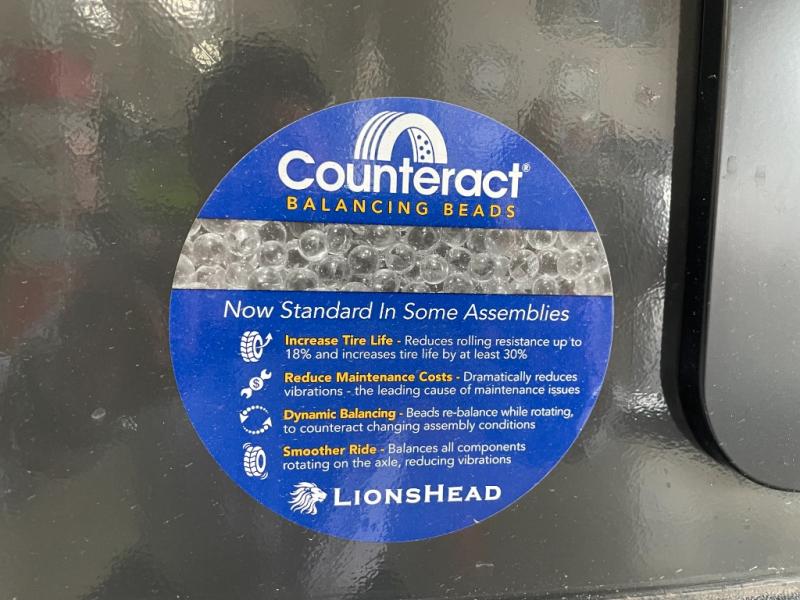 Counteract®
BALANCING BEADS
Now Standard In Some Assemblies
Increase Tire Life - Reduces rolling resistance up to
18% and increases tire life by at least 30%
Reduce Maintenance Costs - Dramatically reduces
vibrations - the leading cause of maintenance issues
$
Dynamic Balancing - Beads re-balance while rotating,
to counteract changing assembly conditions
Smoother Ride - Balances all components
rotating on the axle, reducing vibrations
LIONSHEAD